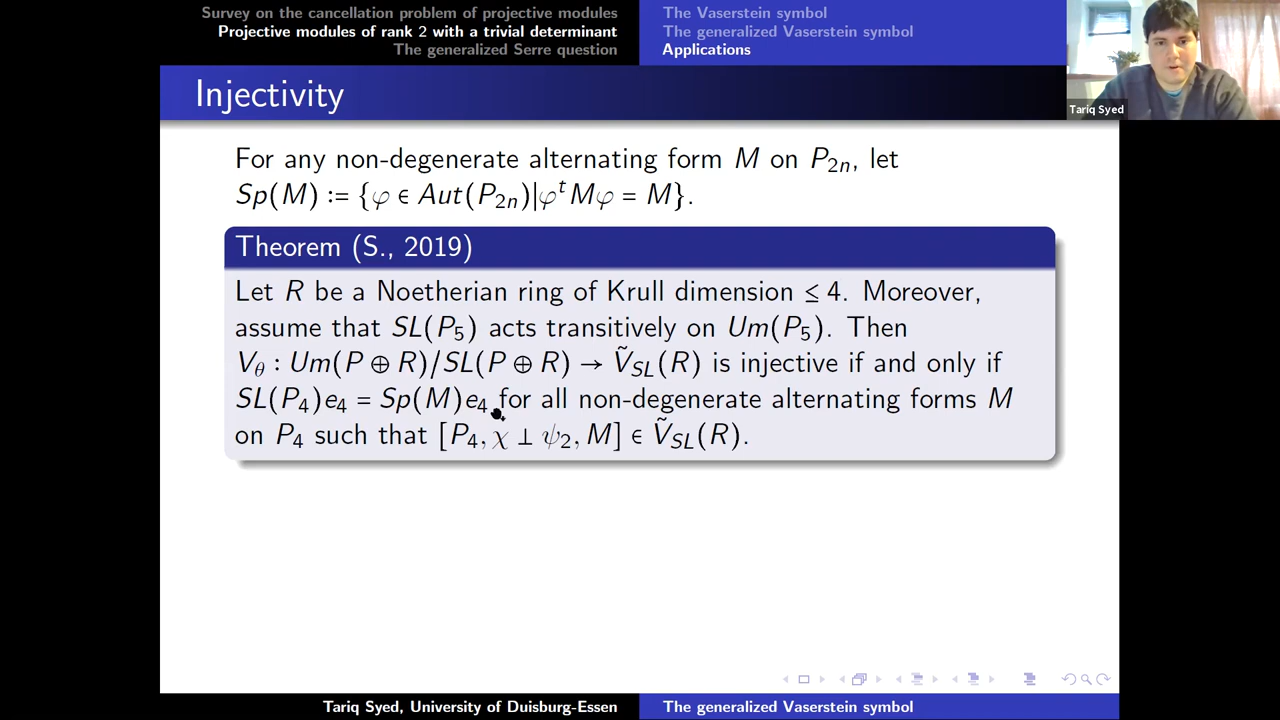 Survey on the cancellation problem of projective modules
Projective modules of rank 2 with a trivial determinant
The generalized Serre question
The Vaserstein symbol
The generalized Vaserstein symbol
Applications
Tariq Syed
Injectivity
For any non-degenerate alternating form M on P₂ₙ, let
Sp(M) := {φ ∈ Aut(P₂ₙ)|φᵗMφ = M}.
Theorem (S., 2019)
Let R be a Noetherian ring of Krull dimension ≤ 4. Moreover,
assume that SL(P₅) acts transitively on Um(P₅). Then
V_θ : Um(P ⊕ R)/SL(P ⊕ R) → Ṽ_SL(R) is injective if and only if
SL(P₄)e₄ = Sp(M)e₄ for all non-degenerate alternating forms M
on P₄ such that [P₄, χ ⊥ ψ₂, M] ∈ Ṽ_SL(R).
Tariq Syed, University of Duisburg-Essen
The generalized Vaserstein symbol